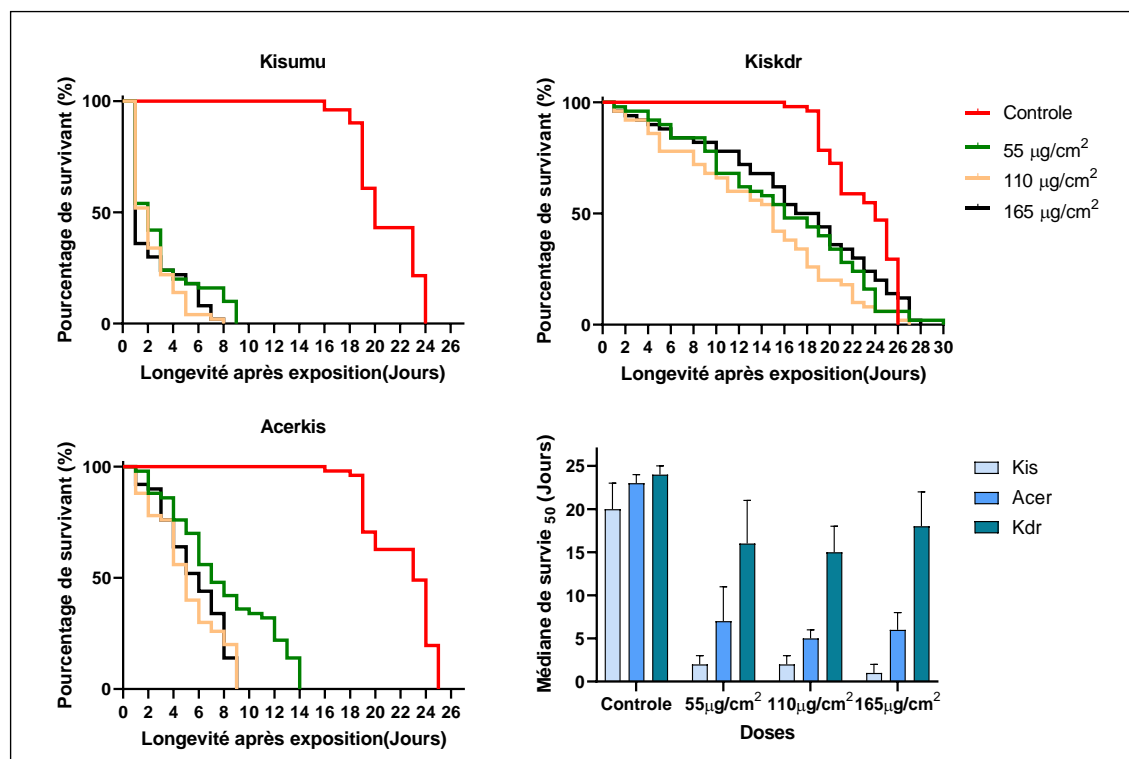 Kisumu
Pourcentage de survivant (%)
100
50
0
0 2 4 6 8 10 12 14 16 18 20 22 24 26
Longevité après exposition(Jours)
Kiskdr
Pourcentage de survivant (%)
100
50
0
0 2 4 6 8 10 12 14 16 18 20 22 24 26 28 30
Longevité après exposition(Jours)
Controle
55 µg/cm²
110 µg/cm²
165 µg/cm²
Acerkis
Pourcentage de survivant (%)
100
50
0
0 2 4 6 8 10 12 14 16 18 20 22 24 26
Longevité après exposition(Jours)
Médiane de survie 50 (Jours)
25
20
15
10
5
0
Controle 55µg/cm² 110µg/cm² 165µg/cm²
Doses
Kis
Acer
Kdr